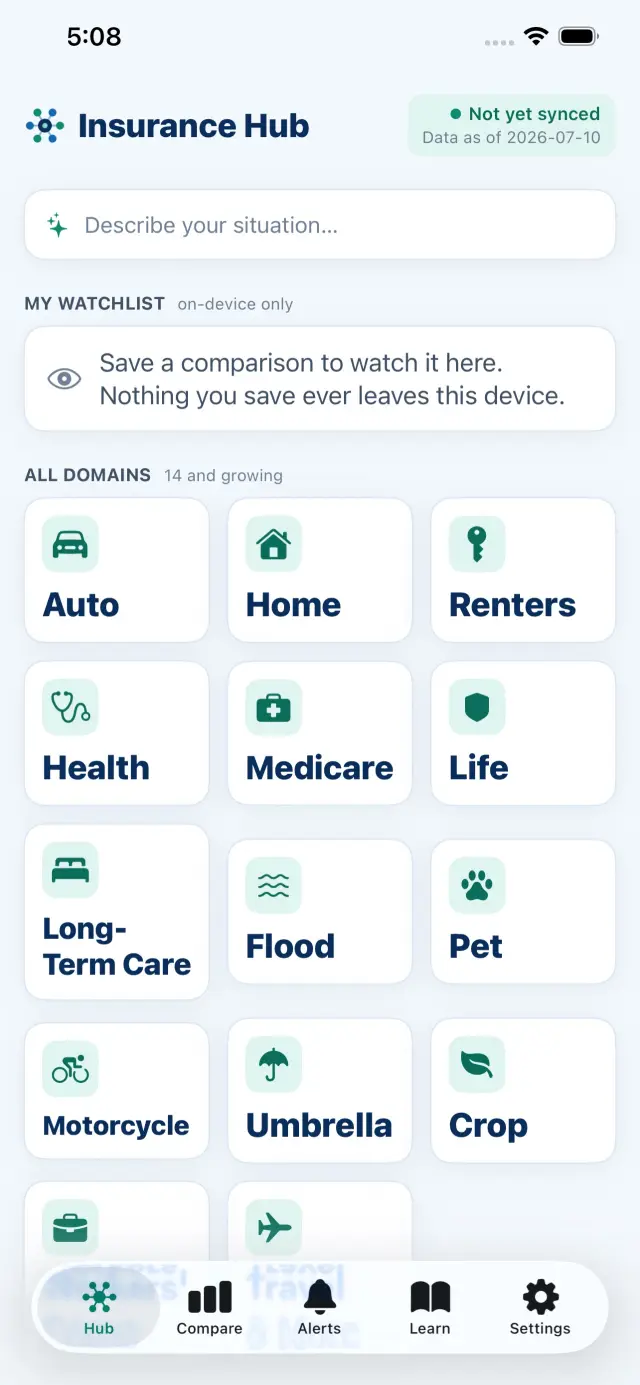 5:08
Insurance Hub
Not yet synced
Data as of 2026-07-10
Describe your situation...
MY WATCHLIST on-device only
Save a comparison to watch it here.
Nothing you save ever leaves this device.
ALL DOMAINS 14 and growing
Auto
Home
Renters
Health
Medicare
Life
Long-
Term Care
Flood
Pet
Motorcycle
Umbrella
Crop
Travel
Hub
Compare
Alerts
Learn
Settings